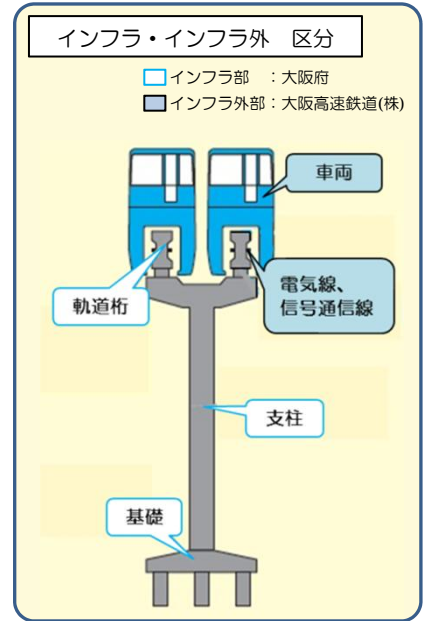 インフラ・インフラ外　区分
インフラ部　：大阪府
インフラ外部：大阪高速鉄道(株)
車両
軌道桁
電気線、
信号通信線
支柱
基礎